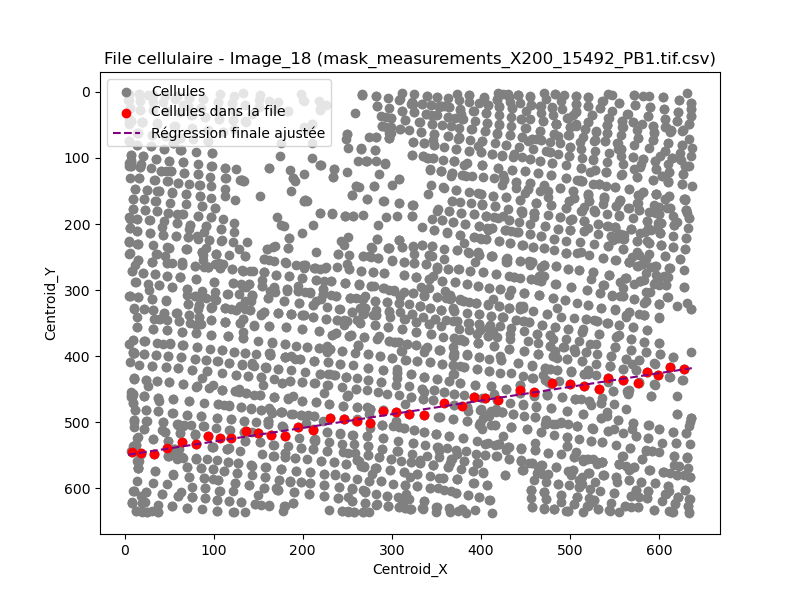 File cellulaire - Image_18 (mask_measurements_X200_15492_PB1.tif.csv)
Cellules
Cellules dans la file
Régression finale ajustée
Centroid_Y
0
100
200
300
400
500
600
0 100 200 300 400 500 600
Centroid_X